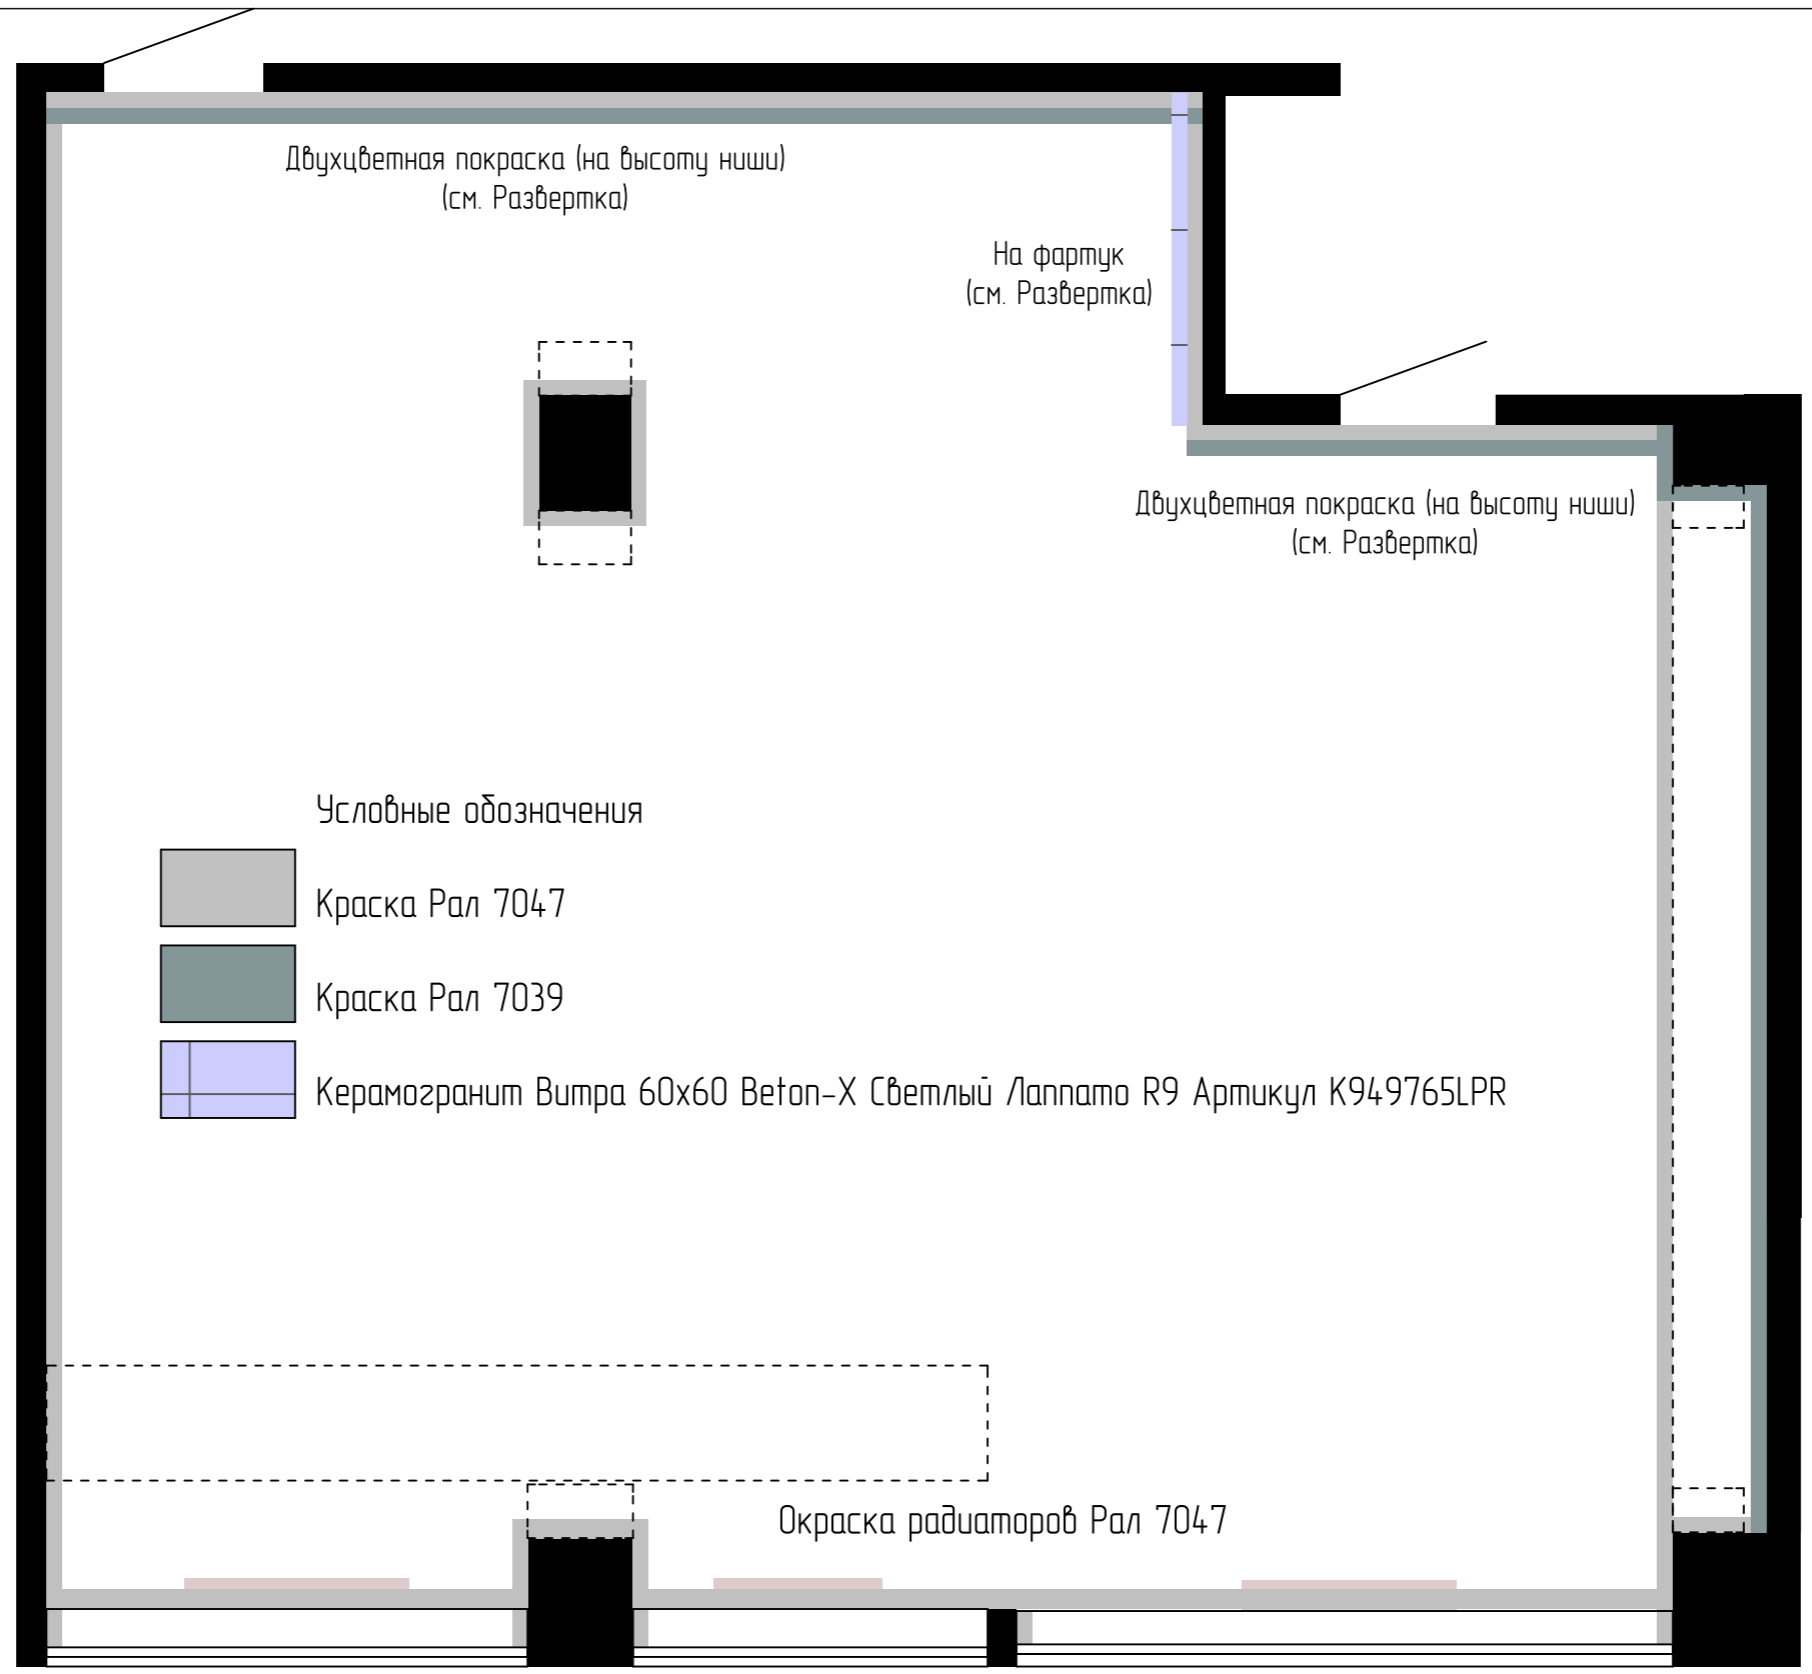 Двухцветная покраска (на высоту ниши)
(см. Развертка)
На фартук
(см. Развертка)
Двухцветная покраска (на высоту ниши)
(см. Развертка)
Условные обозначения
Краска Рал 7047
Краска Рал 7039
Керамогранит Витра 60х60 Beton-X Светлый Лаппато R9 Артикул K949765LPR
Окраска радиаторов Рал 7047